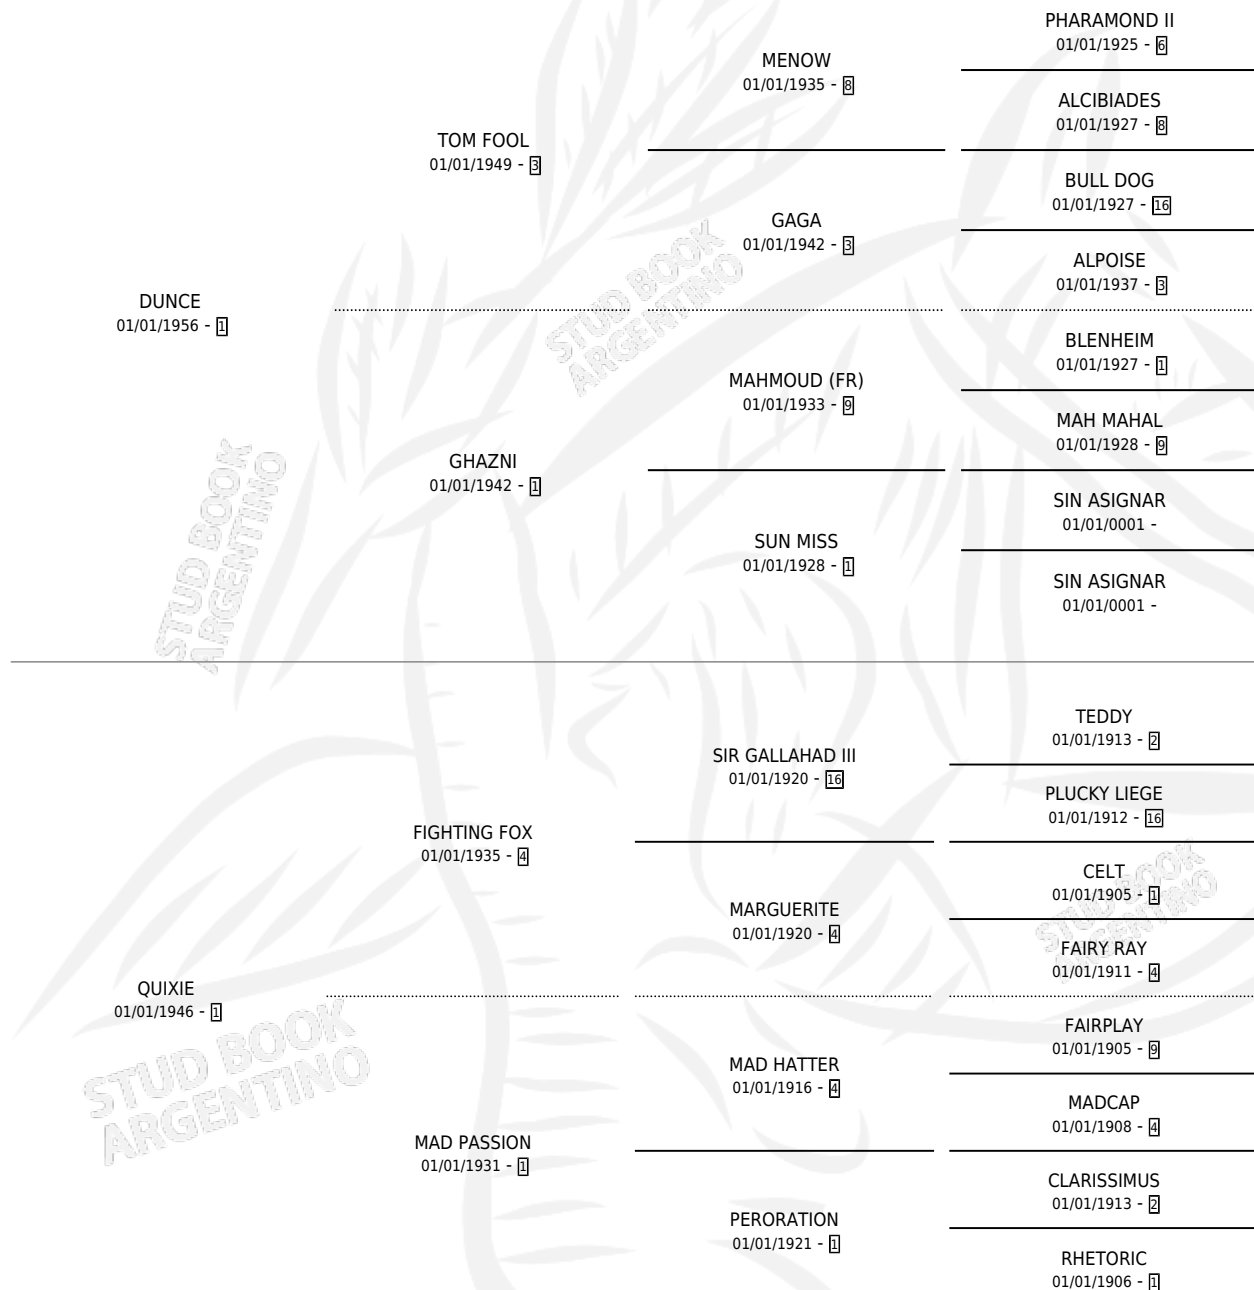 PHARAMOND II
01/01/1925 - 6
MENOW
01/01/1935 - 8
ALCIBIADES
01/01/1927 - 8
TOM FOOL
01/01/1949 - 3
BULL DOG
01/01/1927 - 16
GAGA
01/01/1942 - 3
ALPOISE
01/01/1937 - 3
DUNCE
01/01/1956 - 1
BLENHEIM
01/01/1927 - 1
MAHMOUD (FR)
01/01/1933 - 9
MAH MAHAL
01/01/1928 - 9
GHAZNI
01/01/1942 - 1
SIN ASIGNAR
01/01/0001 -
SUN MISS
01/01/1928 - 1
SIN ASIGNAR
01/01/0001 -
STUD BOOK
ARGENTINO
STUD BOOK
ARGENTINO
TEDDY
01/01/1913 - 2
SIR GALLAHAD III
01/01/1920 - 16
PLUCKY LIEGE
01/01/1912 - 16
FIGHTING FOX
01/01/1935 - 4
CELT
01/01/1905 - 1
MARGUERITE
01/01/1920 - 4
FAIRY RAY
01/01/1911 - 4
QUIXIE
01/01/1946 - 1
FAIRPLAY
01/01/1905 - 9
MAD HATTER
01/01/1916 - 4
MADCAP
01/01/1908 - 4
MAD PASSION
01/01/1931 - 1
CLARISSIMUS
01/01/1913 - 2
PERORATION
01/01/1921 - 1
RHETORIC
01/01/1906 - 1
STUD BOOK
ARGENTINO
STUD BOOK
ARGENTINO